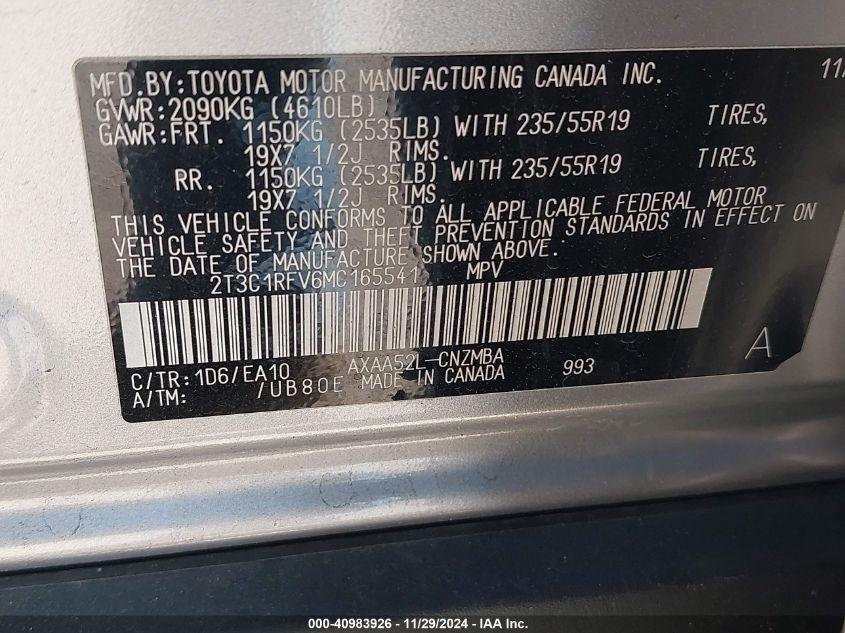 MFD.BY:TOYOTA MOTOR MANUFACTURING CANADA INC. 11/
GVWR:2090KG (4610LB)
GAWR:FRT. 1150KG (2535LB) WITH 235/55R19 TIRES,
19X7 1/2J RIMS.
RR. 1150KG (2535LB) WITH 235/55R19 TIRES,
19X7 1/2J RIMS.
THIS VEHICLE CONFORMS TO ALL APPLICABLE FEDERAL MOTOR
VEHICLE SAFETY AND THEFT PREVENTION STANDARDS IN EFFECT ON
THE DATE OF MANUFACTURE SHOWN ABOVE.
2T3C1RFV6MC165541 MPV
C/TR:1D6/EA10 AXAA52L-CNZMBA 993 A
A/TM: /UB80E MADE IN CANADA
000-40983926 - 11/29/2024 - IAA Inc.